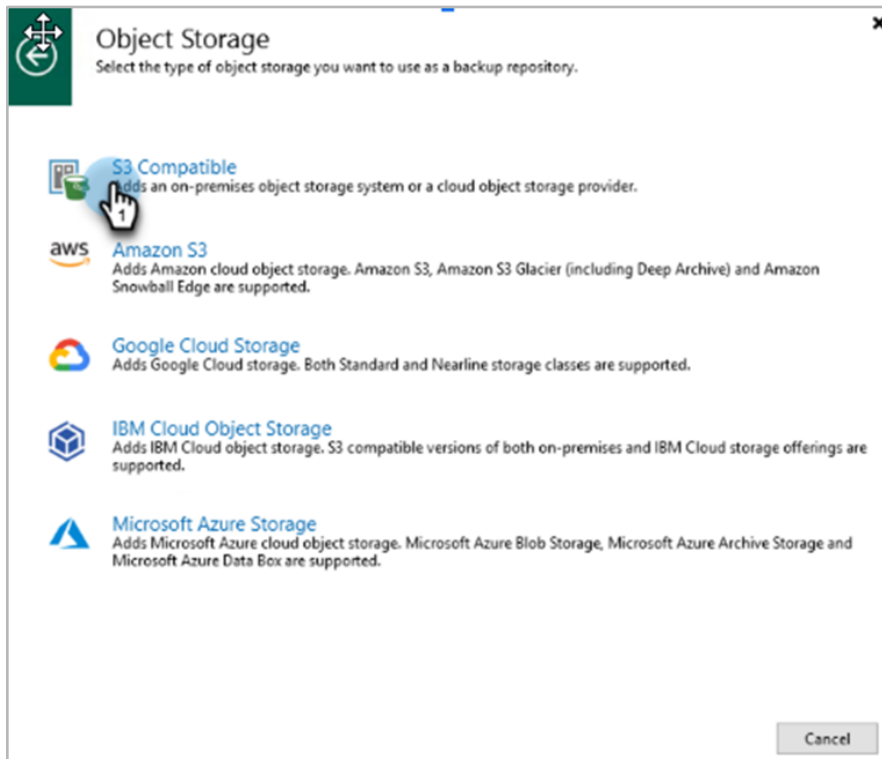 Object Storage
Select the type of object storage you want to use as a backup repository.
S3 Compatible
Adds an on-premises object storage system or a cloud object storage provider.
1
aws
Amazon S3
Adds Amazon cloud object storage. Amazon S3, Amazon S3 Glacier (including Deep Archive) and Amazon
Snowball Edge are supported.
Google Cloud Storage
Adds Google Cloud storage. Both Standard and Nearline storage classes are supported.
IBM Cloud Object Storage
Adds IBM Cloud object storage. S3 compatible versions of both on-premises and IBM Cloud storage offerings are
supported.
Microsoft Azure Storage
Adds Microsoft Azure cloud object storage. Microsoft Azure Blob Storage, Microsoft Azure Archive Storage and
Microsoft Azure Data Box are supported.
Cancel